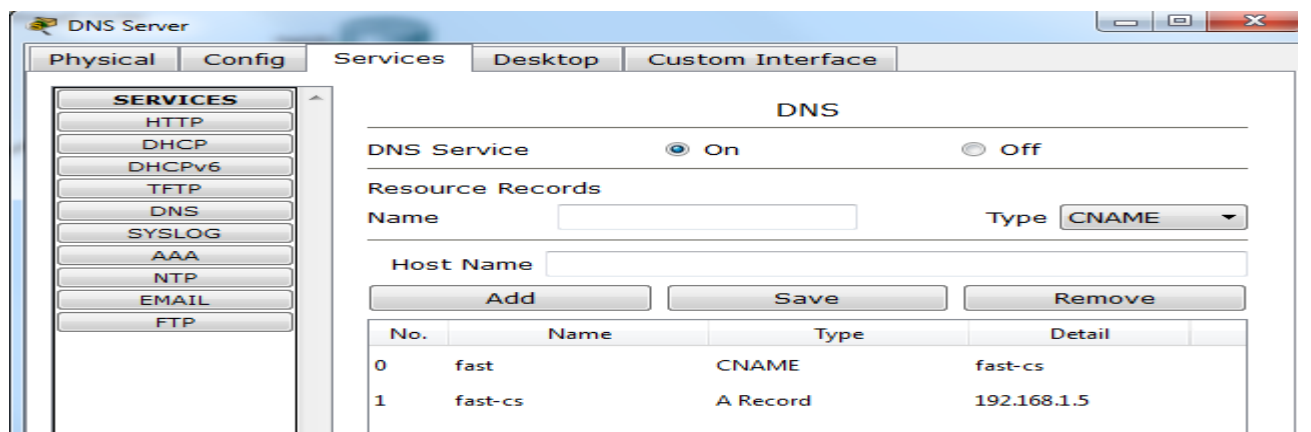 DNS Server
Physical Config Services Desktop Custom Interface
SERVICES
HTTP
DHCP
DHCPv6
TFTP
DNS
SYSLOG
AAA
NTP
EMAIL
FTP
DNS
DNS Service On Off
Resource Records
Name Type CNAME
Host Name
Add Save Remove
No. Name Type Detail
0 fast CNAME fast-cs
1 fast-cs A Record 192.168.1.5